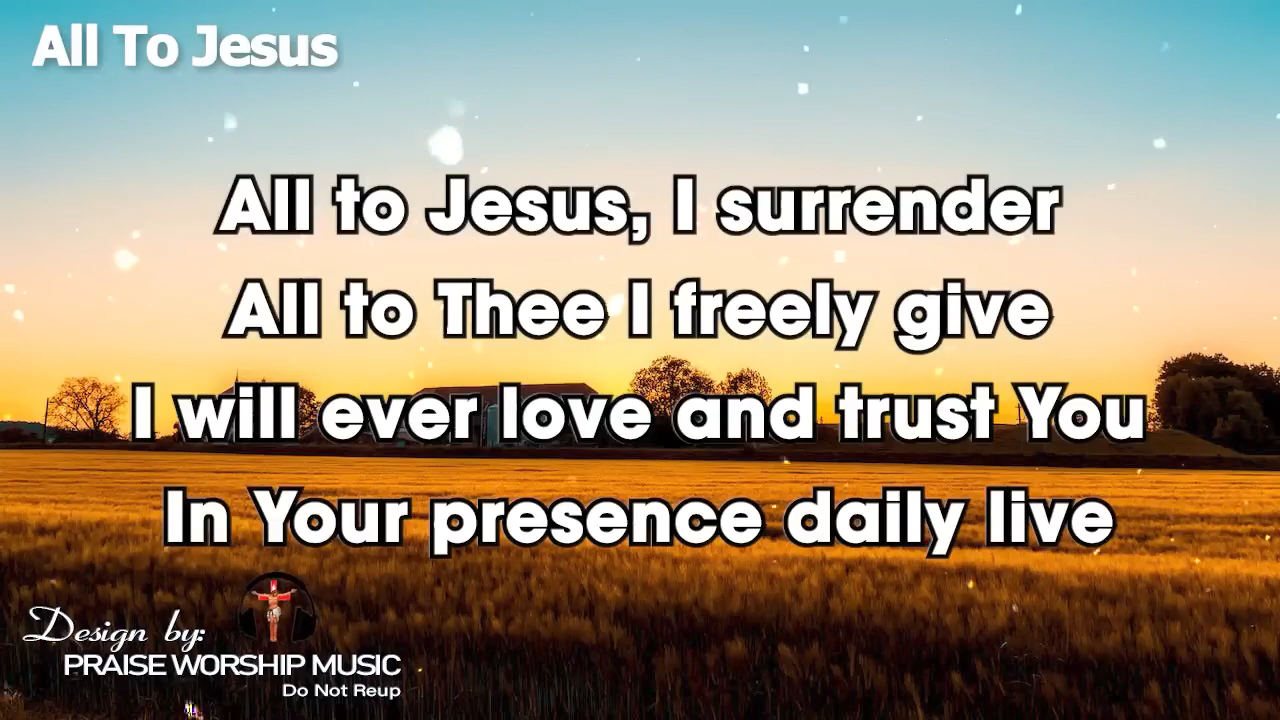 All To Jesus
All to Jesus, I surrender
All to Thee I freely give
I will ever love and trust You
In Your presence daily live
Design by:
PRAISE WORSHIP MUSIC
Do Not Reup